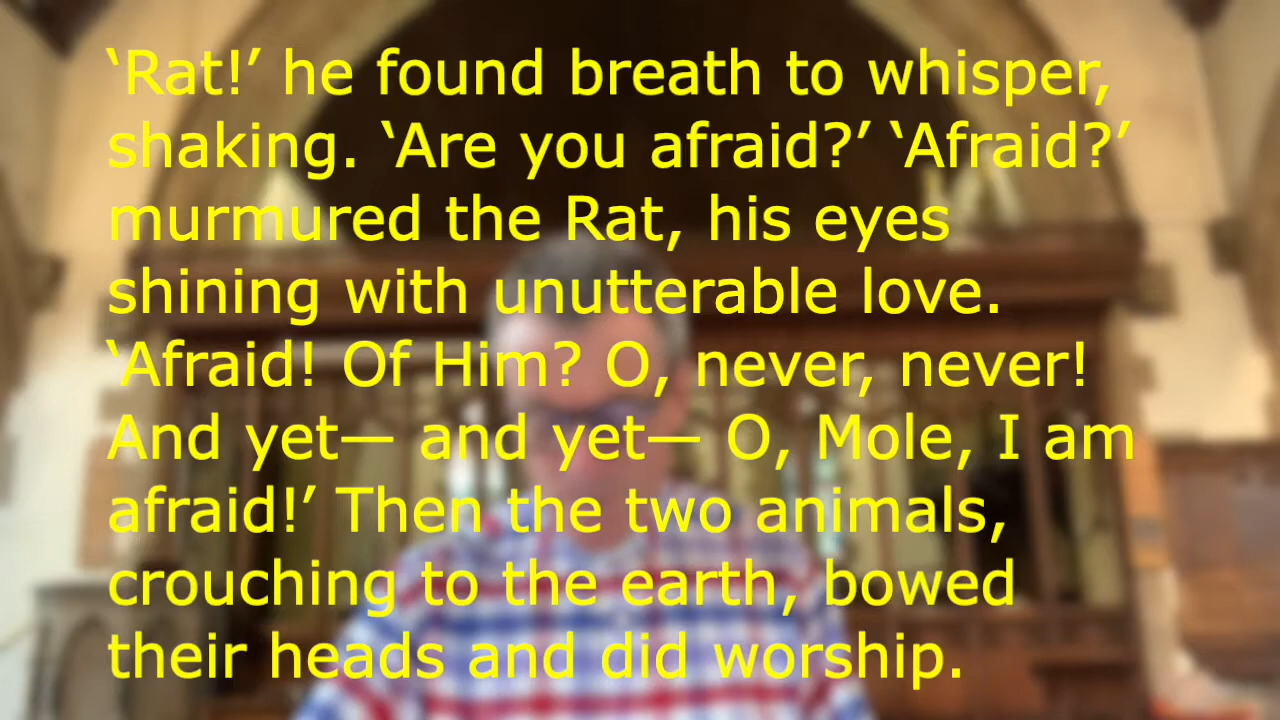 ‘Rat!’ he found breath to whisper,
shaking. ‘Are you afraid?’ ‘Afraid?’
murmured the Rat, his eyes
shining with unutterable love.
‘Afraid! Of Him? O, never, never!
And yet— and yet— O, Mole, I am
afraid!’ Then the two animals,
crouching to the earth, bowed
their heads and did worship.